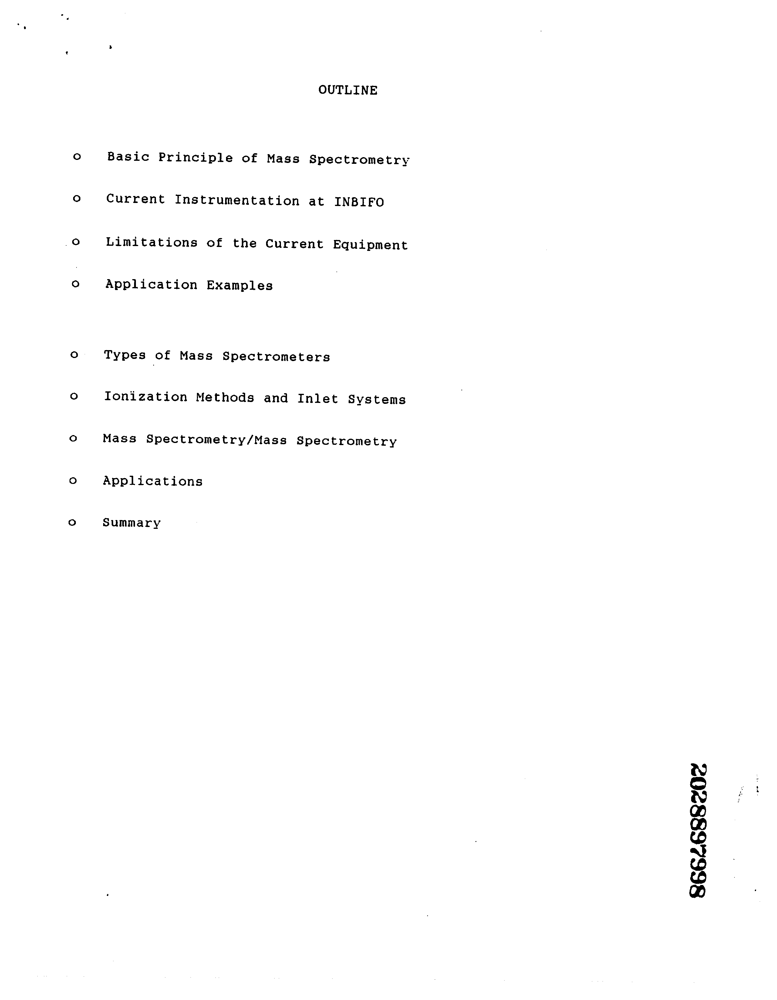 OUTLINE
o Basic Principle of Mass Spectrometry
o Current Instrumentation at INBIFO
o Limitations of the Current Equipment
o Application Examples
o Types of Mass Spectrometers
o Ionization Methods and Inlet Systems
o Mass Spectrometry/Mass Spectrometry
o Applications
o Summary
2028897998